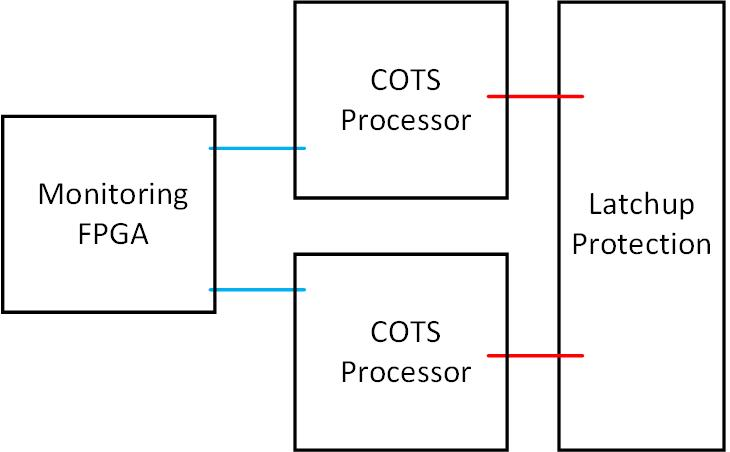 Monitoring
FPGA
COTS
Processor
COTS
Processor
Latchup
Protection